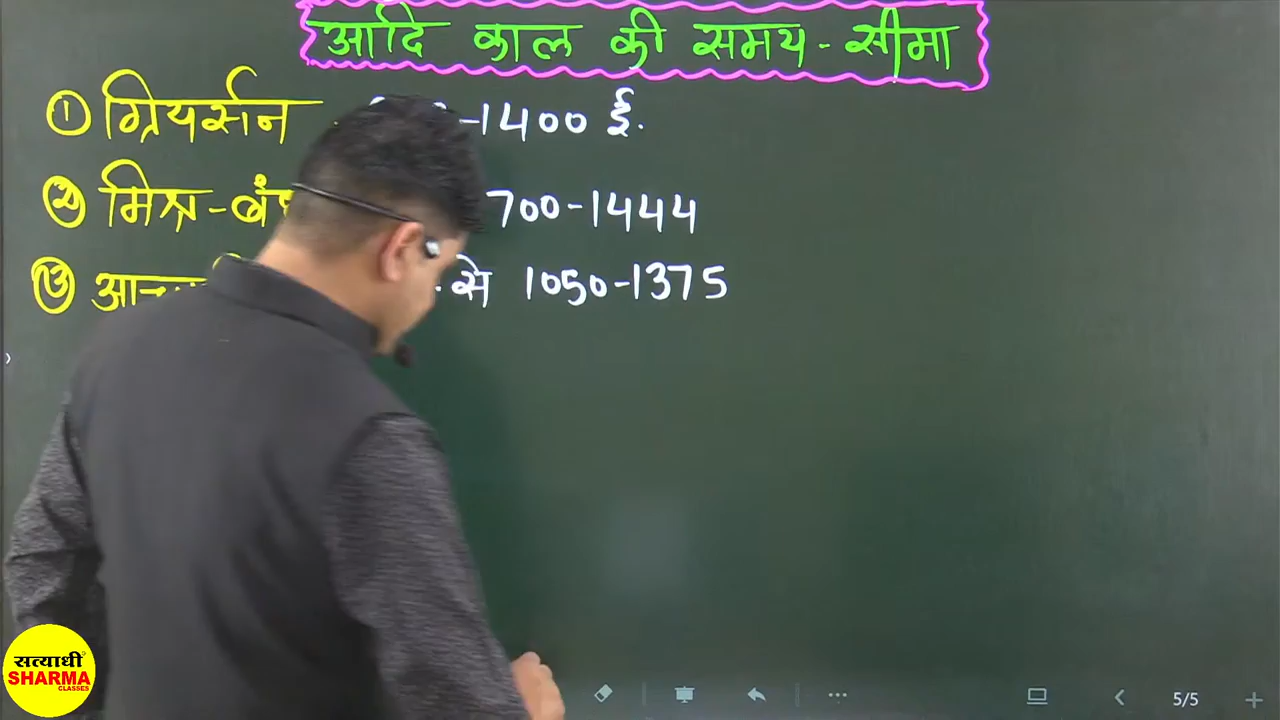 आदि काल की समय-सीमा
① ग्रियर्सन -1400 ई.
② मिश्र- 700-1444
③ से 1050-1375
सत्यार्थी
SHARMA
CLASSES
5/5